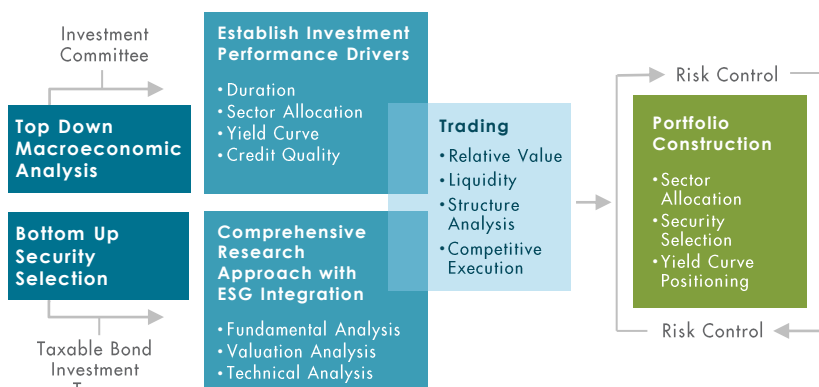 Investment
Committee
Top Down
Macroeconomic
Analysis
Bottom Up
Security
Selection
Taxable Bond
Investment
Establish Investment
Performance Drivers
• Duration
• Sector Allocation
• Yield Curve
• Credit Quality
Comprehensive
Research
Approach with
ESG Integration
• Fundamental Analysis
• Valuation Analysis
• Technical Analysis
Trading
• Relative Value
• Liquidity
• Structure
Analysis
• Competitive
Execution
Risk Control
Portfolio
Construction
• Sector
Allocation
• Security
Selection
• Yield Curve
Positioning
Risk Control